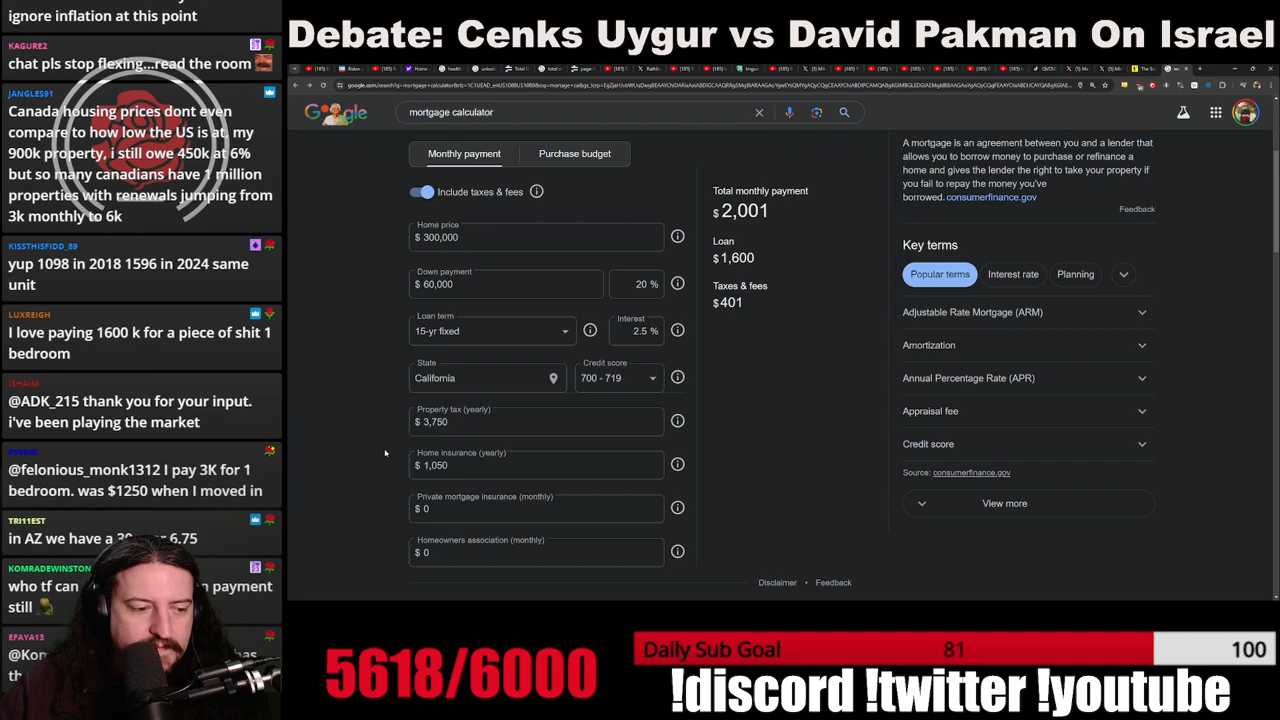 Debate: Cenks Uygur vs David Pakman On Israel
ignore inflation at this point
KAGURE2
chat pls stop flexing...read the room
JANGLES91
Canada housing prices dont even
compare to how low the US is at, my
900k property, i still owe 450k at 6%
but so many canadians have 1 million
properties with renewals jumping from
3k monthly to 6k
KISSTHISFIDD_89
yup 1098 in 2018 1596 in 2024 same
unit
LUXREIGH
I love paying 1600 k for a piece of shit 1
bedroom
ISHAIM
@ADK_215 thank you for your input.
i've been playing the market
@felonious_monk1312 I pay 3K for 1
bedroom. was $1250 when I moved in
TRI11EST
in AZ we have a 30 6.75
KOMRADEWINSTON
who tf can payment
still
EFAYA13
Google
mortgage calculator
Monthly payment
Purchase budget
Include taxes & fees
Home price
$ 300,000
Down payment
$ 60,000
20 %
Loan term
15-yr fixed
Interest
2.5 %
State
California
Credit score
700 - 719
Property tax (yearly)
$ 3,750
Home insurance (yearly)
$ 1,050
Private mortgage insurance (monthly)
$ 0
Homeowners association (monthly)
$ 0
Total monthly payment
$ 2,001
Loan
$1,600
Taxes & fees
$401
Disclaimer • Feedback
A mortgage is an agreement between you and a lender that
allows you to borrow money to purchase or refinance a
home and gives the lender the right to take your property if
you fail to repay the money you've
borrowed. consumerfinance.gov
Feedback
Key terms
Popular terms
Interest rate
Planning
Adjustable Rate Mortgage (ARM)
Amortization
Annual Percentage Rate (APR)
Appraisal fee
Credit score
Source: consumerfinance.gov
View more
5618/6000
Daily Sub Goal 81 100
!discord !twitter !youtube